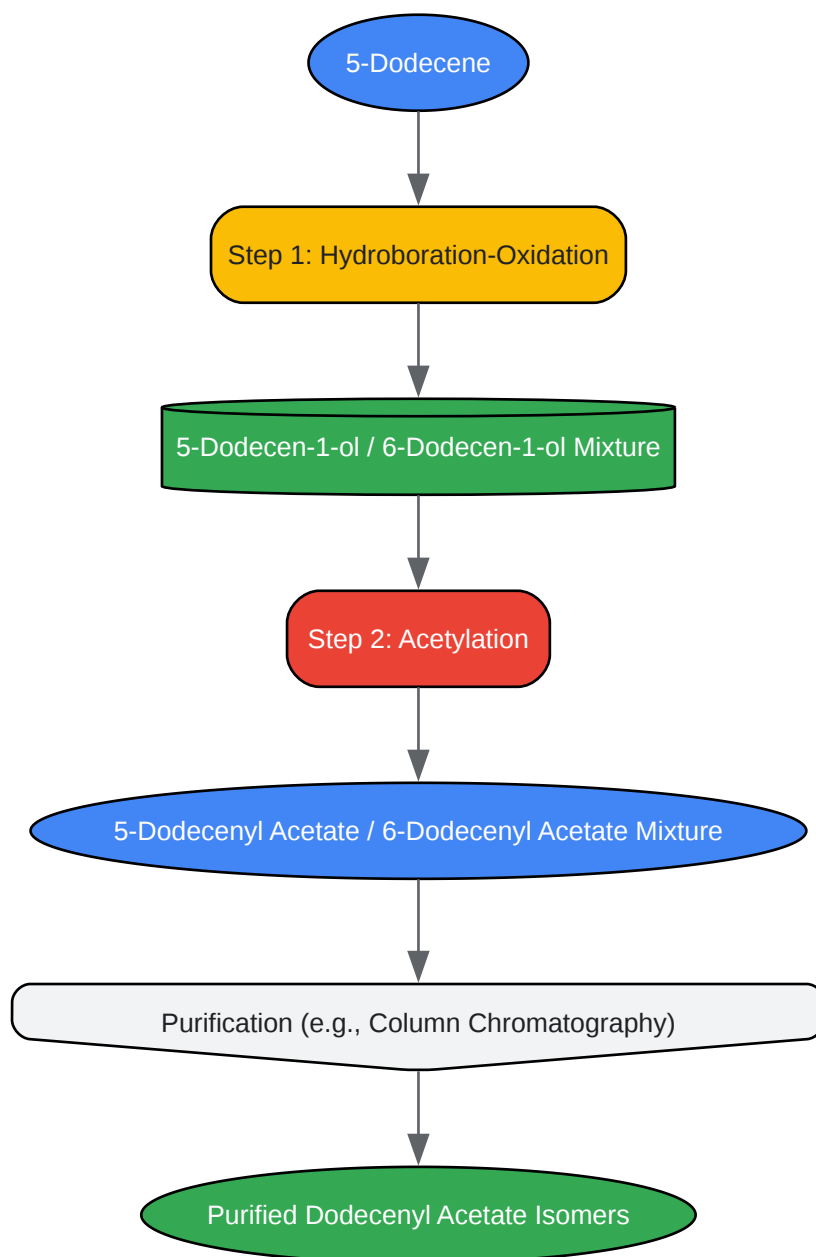 5-Dodecene
Step 1: Hydroboration-Oxidation
5-Dodecen-1-ol / 6-Dodecen-1-ol Mixture
Step 2: Acetylation
5-Dodecenyl Acetate / 6-Dodecenyl Acetate Mixture
Purification (e.g., Column Chromatography)
Purified Dodecenyl Acetate Isomers